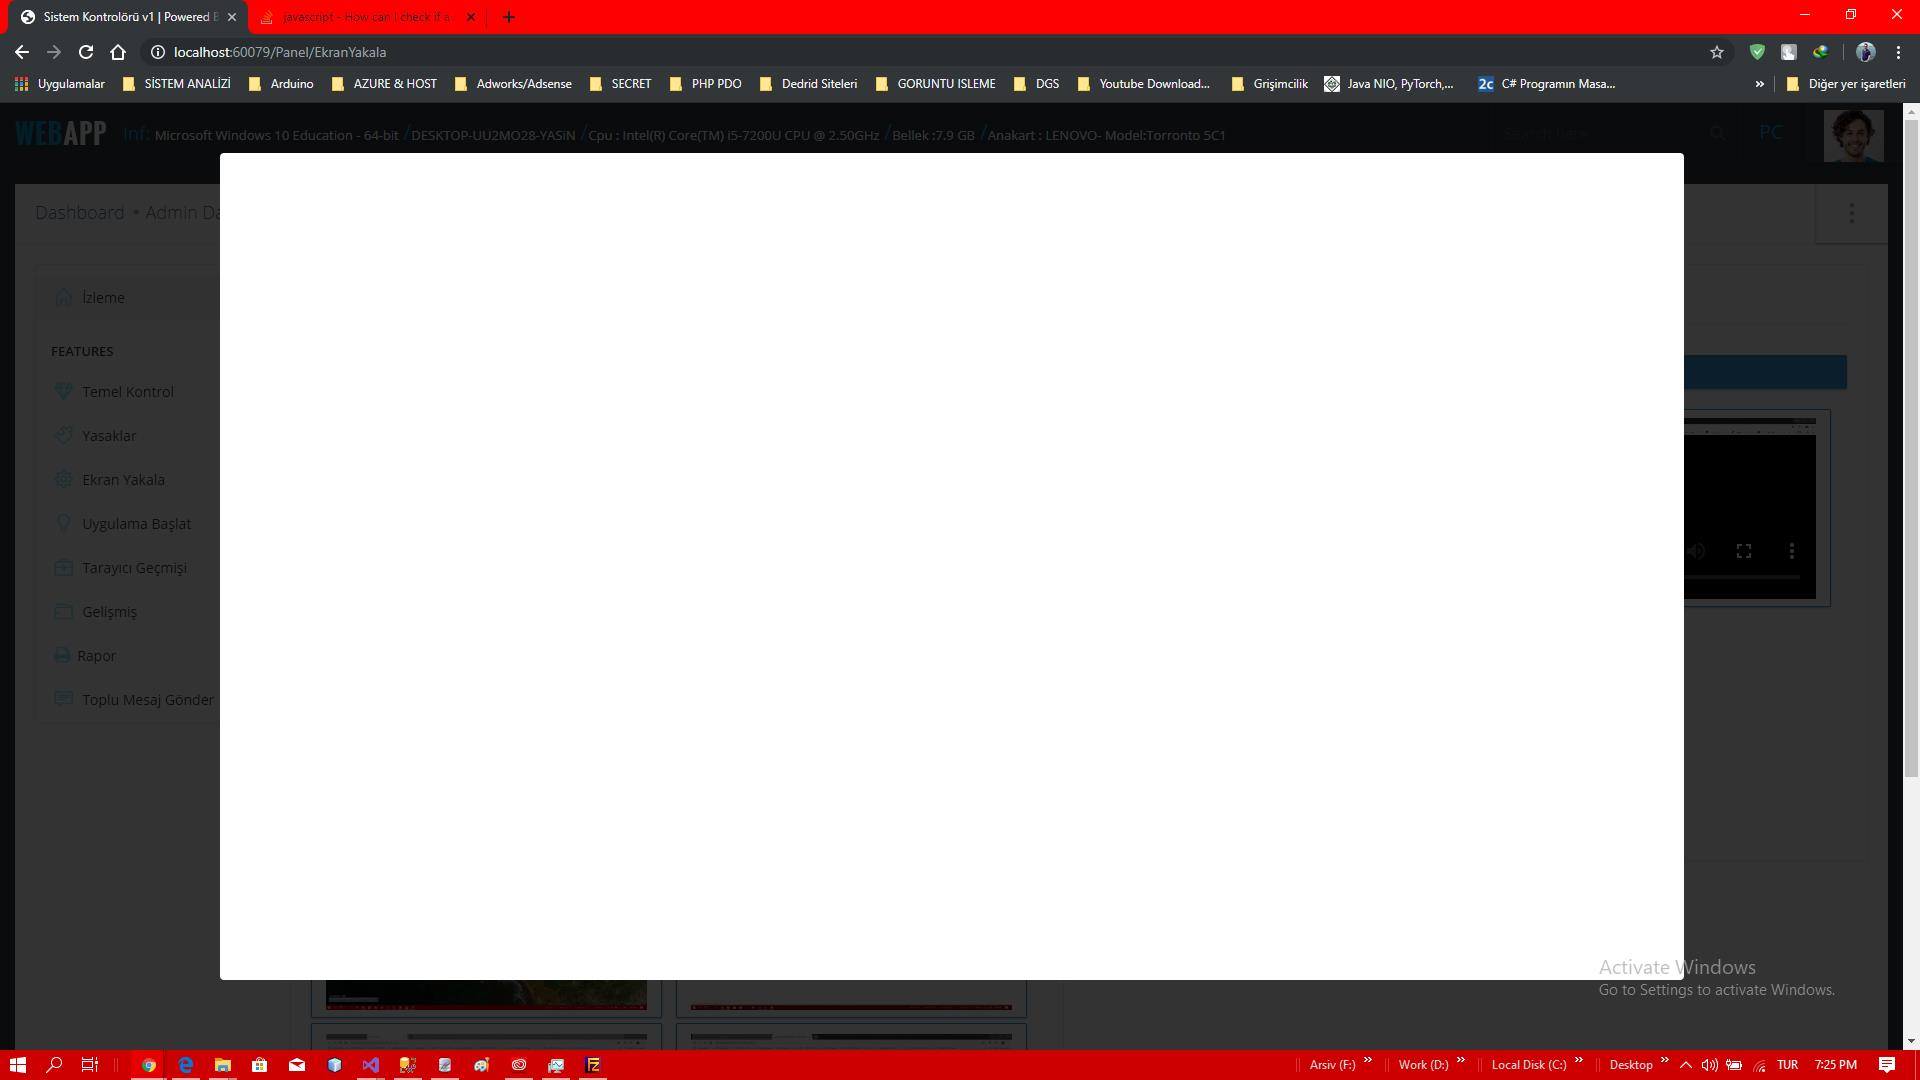 Sistem Kontrolörü v1 | Powered B
javascript - How can I check if a
localhost:60079/Panel/EkranYakala
Uygulamalar
SİSTEM ANALİZİ
Arduino
AZURE & HOST
Adworks/Adsense
SECRET
PHP PDO
Dedrid Siteleri
GORUNTU ISLEME
DGS
Youtube Download...
Grişimcilik
Java NIO, PyTorch,...
2c C# Programın Masa...
»
Diğer yer işaretleri
WEBAPP
Inf: Microsoft Windows 10 Education - 64-bit /DESKTOP-UU2MO28-YASiN /Cpu : Intel(R) Core(TM) i5-7200U CPU @ 2.50GHz /Bellek :7.9 GB /Anakart : LENOVO- Model:Torronto 5C1
Search here
PC
Dashboard • Admin Da
İzleme
FEATURES
Temel Kontrol
Yasaklar
Ekran Yakala
Uygulama Başlat
Tarayıcı Geçmişi
Gelişmiş
Rapor
Toplu Mesaj Gönder
Activate Windows
Go to Settings to activate Windows.
Arsiv (F:) »
Work (D:) »
Local Disk (C:) »
Desktop »
TUR
7:25 PM